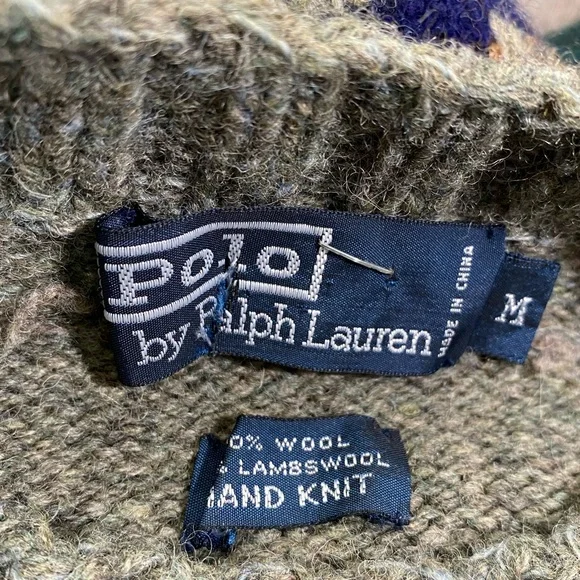 Polo
by Ralph Lauren
MADE IN CHINA
M
0% WOOL
% LAMBSWOOL
HAND KNIT